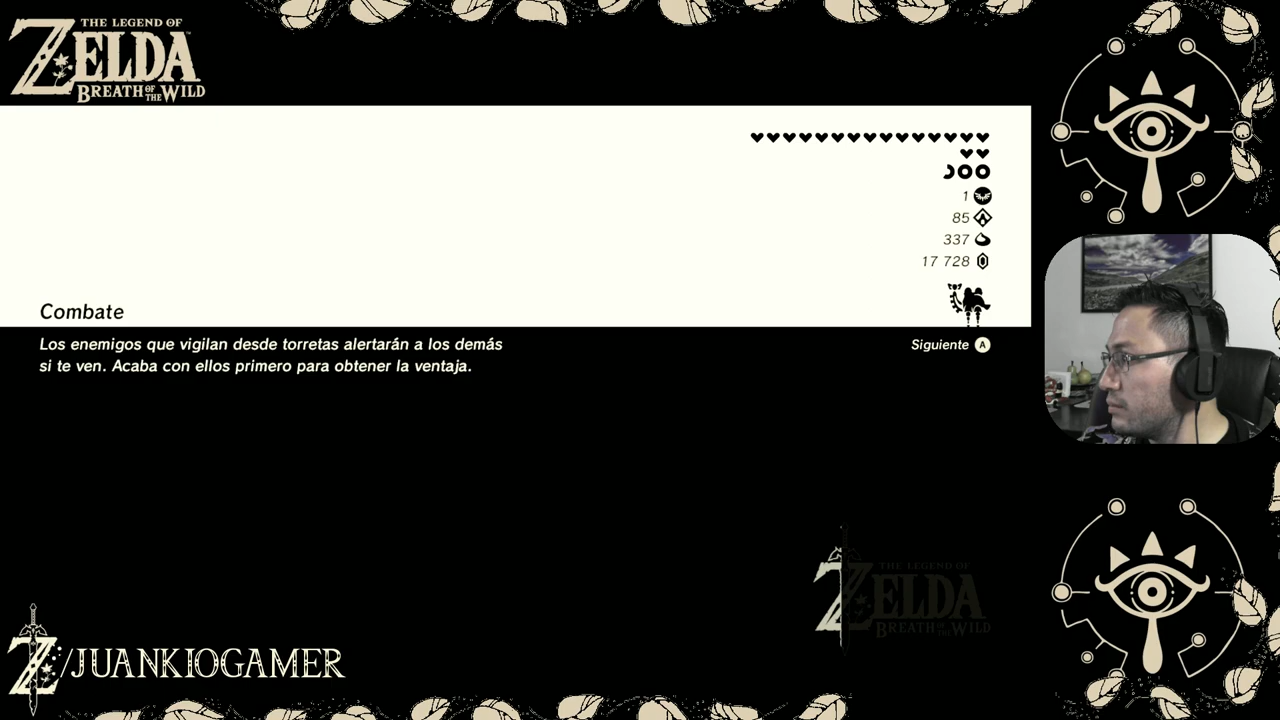 THE LEGEND OF
ZELDA
BREATH OF THE WILD
1
85
337
17 728
Combate
Los enemigos que vigilan desde torretas alertarán a los demás
si te ven. Acaba con ellos primero para obtener la ventaja.
Siguiente A
THE LEGEND OF
ZELDA
BREATH OF THE WILD
Z/JUANKIOGAMER